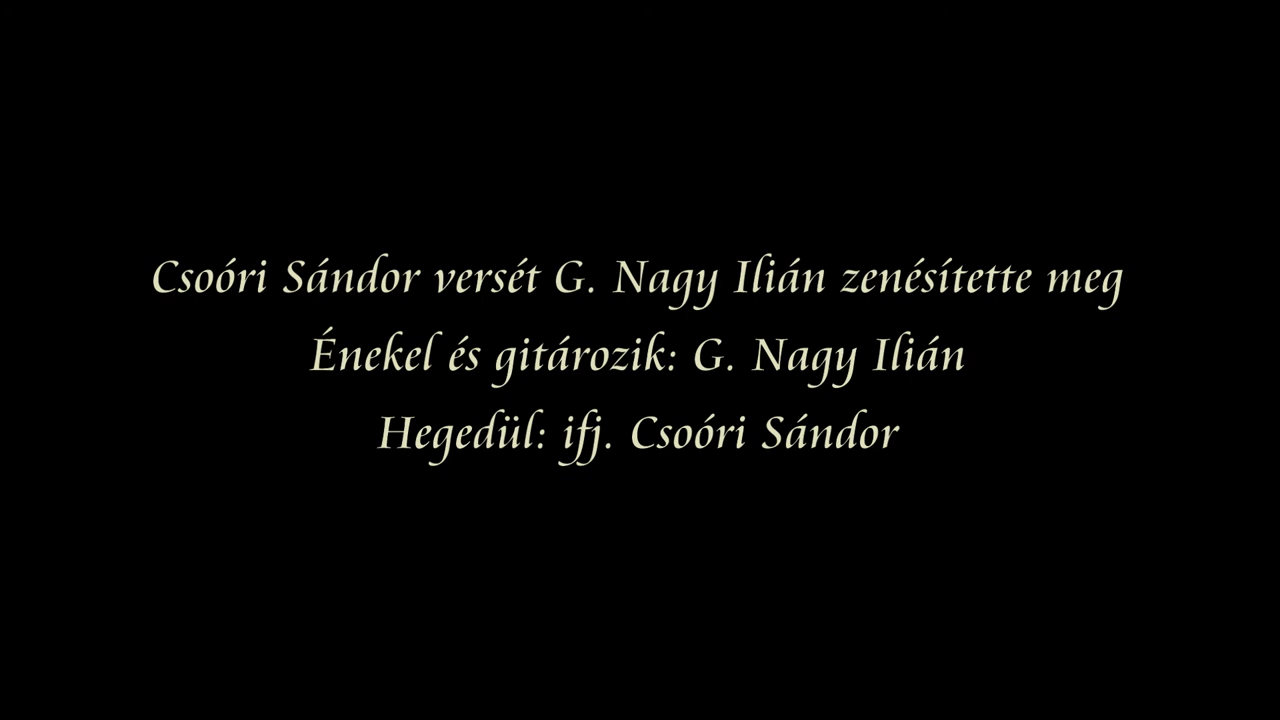 Csoóri Sándor versét G. Nagy Ilián zenésítette meg
Énekel és gitározik: G. Nagy Ilián
Hegedül: ifj. Csoóri Sándor